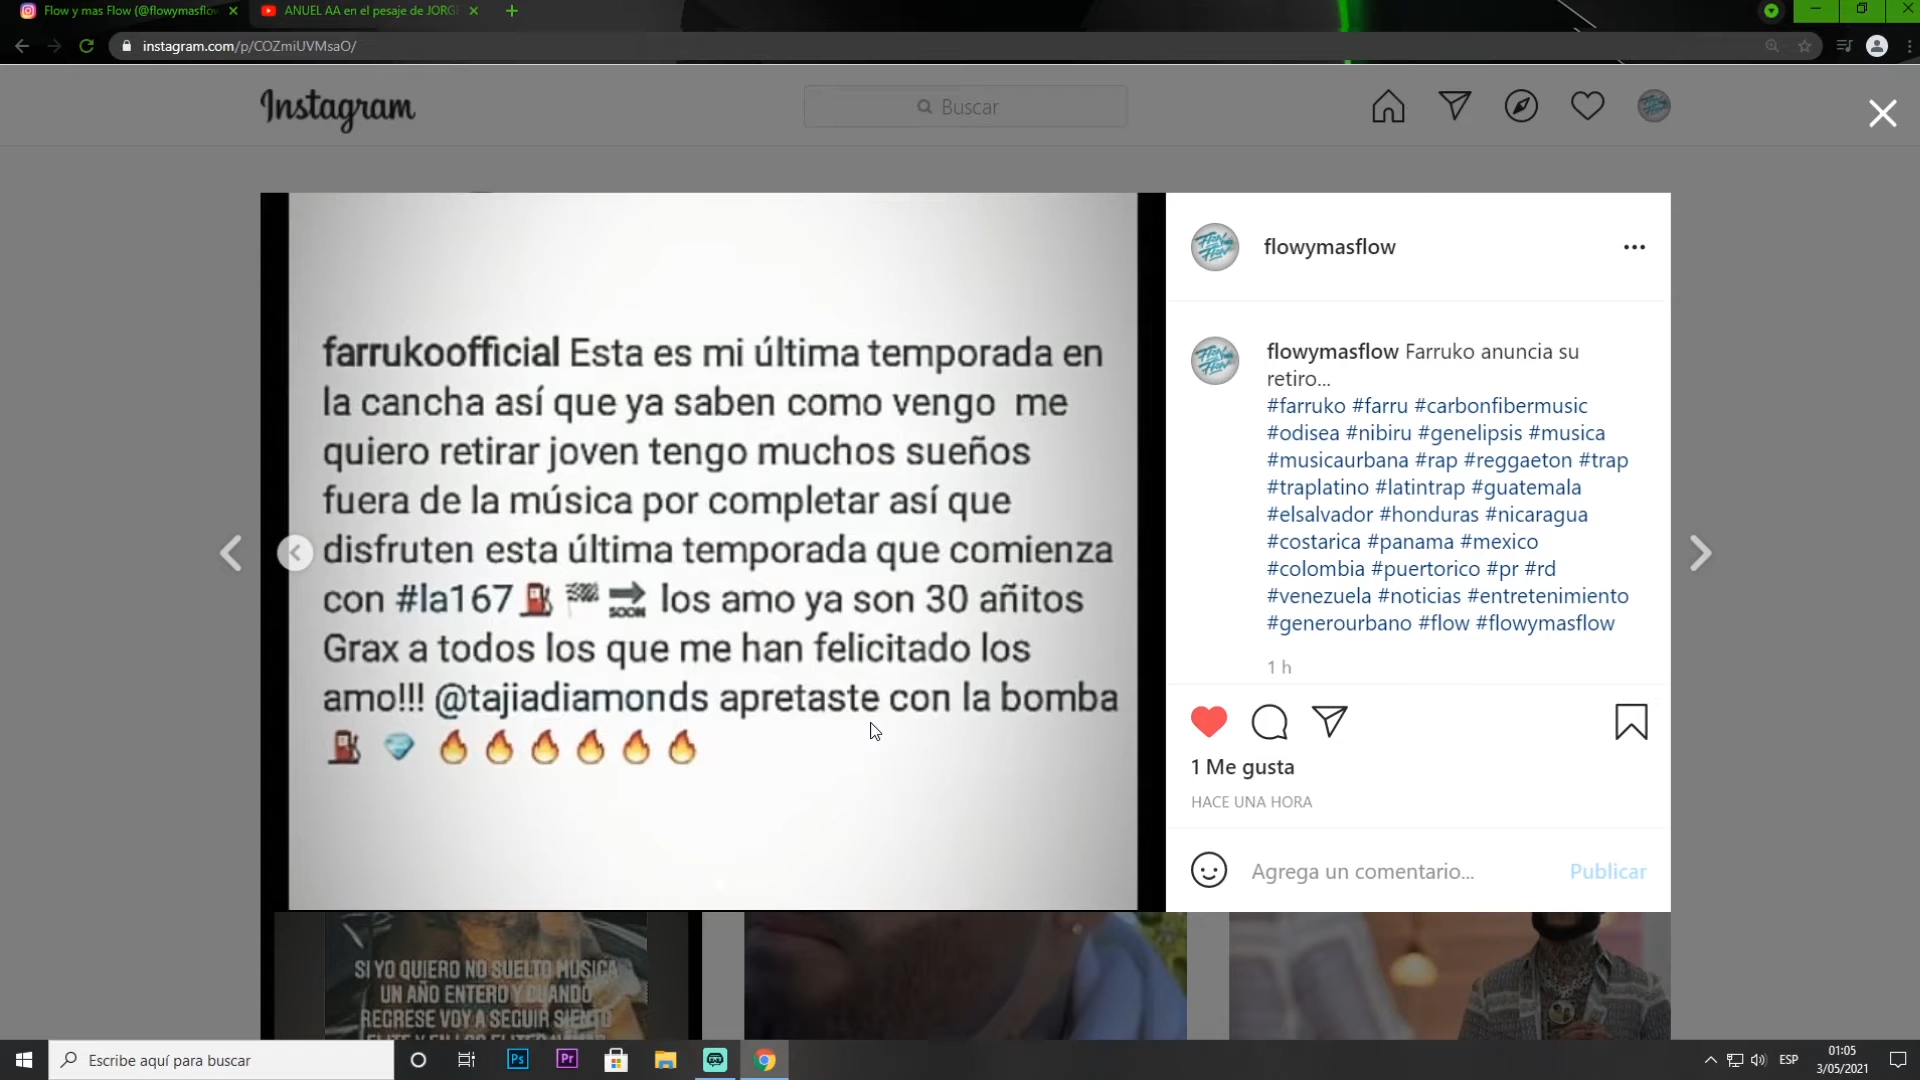 Flow y mas Flow (@flowymasflow
ANUEL AA en el pesaje de JORGE
instagram.com/p/COZmiUVMsaO/
Instagram
Buscar
farrukoofficial Esta es mi última temporada en
la cancha así que ya saben como vengo me
quiero retirar joven tengo muchos sueños
fuera de la música por completar así que
disfruten esta última temporada que comienza
con #la167⛽🏁🔜 los amo ya son 30 añitos
Grax a todos los que me han felicitado los
amo!!! @tajiadiamonds apretaste con la bomba
⛽ 💎 🔥 🔥 🔥 🔥 🔥 🔥
flowymasflow
flowymasflow Farruko anuncia su
retiro...
#farruko #farru #carbonfibermusic
#odisea #nibiru #genelipsis #musica
#musicaurbana #rap #reggaeton #trap
#traplatino #latintrap #guatemala
#elsalvador #honduras #nicaragua
#costarica #panama #mexico
#colombia #puertorico #pr #rd
#venezuela #noticias #entretenimiento
#generourbano #flow #flowymasflow
1 h
1 Me gusta
HACE UNA HORA
Agrega un comentario...
Publicar
SI YO QUIERO NO SUELTO MÚSICA
UN AÑO ENTERO Y CUANDO
REGRESE VOY A SEGUIR SIENTO
Escribe aquí para buscar
Ps
Pr
ESP
01:05
3/05/2021